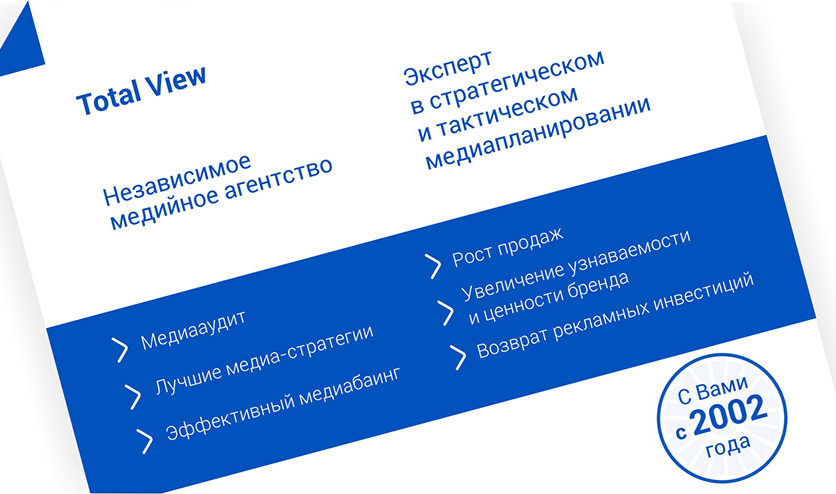 Total View
Независимое
медийное агентство
Эксперт
в стратегическом
и тактическом
медиапланировании
Медиааудит
Лучшие медиа-стратегии
Эффективный медиабаинг
Рост продаж
Увеличение узнаваемости
и ценности бренда
Возврат рекламных инвестиций
С Вами
с 2002
года